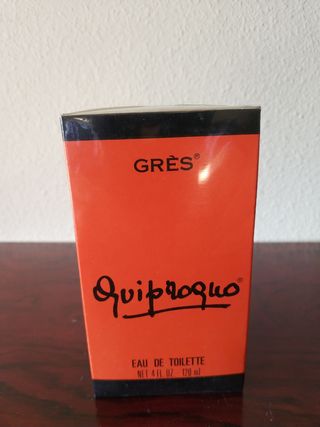 GRÈS®
Quiproquo®
EAU DE TOILETTE
NET 4 FL OZ - 120 ml